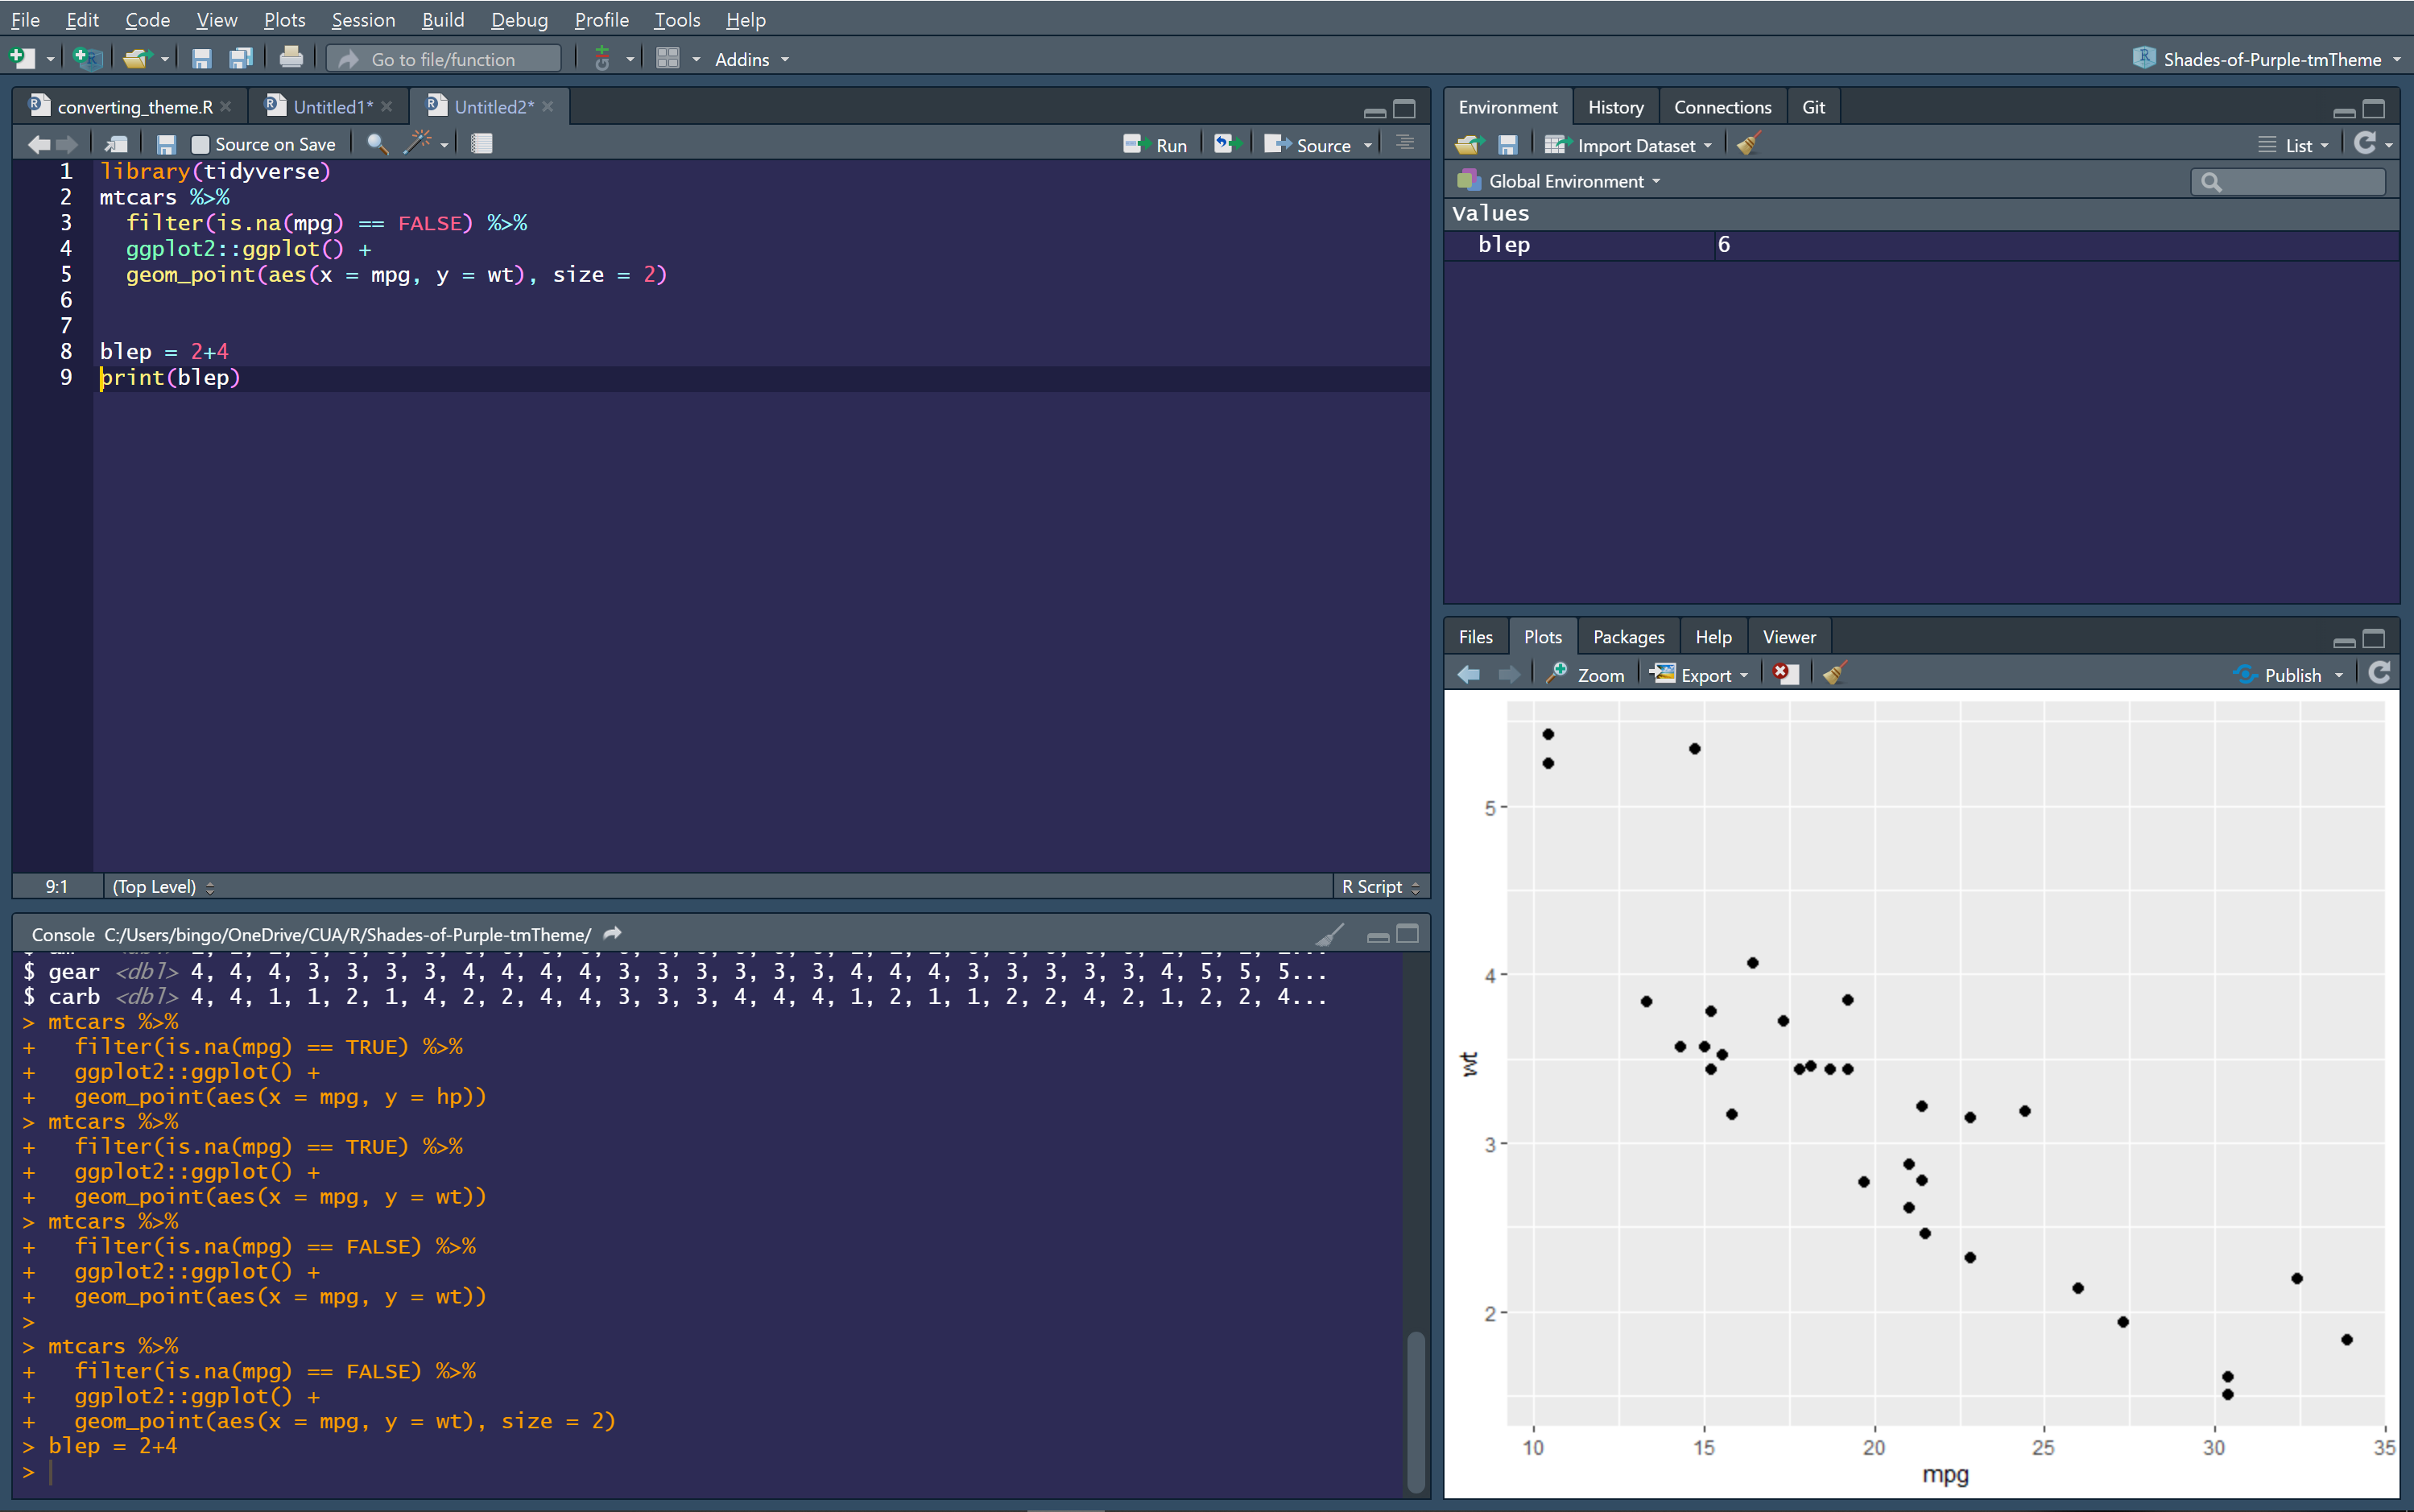 File Edit Code View Plots Session Build Debug Profile Tools Help
Go to file/function Addins Shades-of-Purple-tmTheme
converting_theme.R Untitled1* Untitled2*
Source on Save Run Source
1 library(tidyverse)
2 mtcars %>%
3   filter(is.na(mpg) == FALSE) %>%
4   ggplot2::ggplot() +
5   geom_point(aes(x = mpg, y = wt), size = 2)
6
7
8 blep = 2+4
9 print(blep)
9:1 (Top Level) R Script
Console C:/Users/bingo/OneDrive/CUA/R/Shades-of-Purple-tmTheme/
$ gear <dbl> 4, 4, 4, 3, 3, 3, 3, 4, 4, 4, 4, 3, 3, 3, 3, 3, 3, 4, 4, 4, 3, 3, 3, 3, 3, 4, 5, 5, 5...
$ carb <dbl> 4, 4, 1, 1, 2, 1, 4, 2, 2, 4, 4, 3, 3, 3, 4, 4, 4, 1, 2, 1, 1, 2, 2, 4, 2, 1, 2, 2, 4...
> mtcars %>%
+   filter(is.na(mpg) == TRUE) %>%
+   ggplot2::ggplot() +
+   geom_point(aes(x = mpg, y = hp))
> mtcars %>%
+   filter(is.na(mpg) == TRUE) %>%
+   ggplot2::ggplot() +
+   geom_point(aes(x = mpg, y = wt))
> mtcars %>%
+   filter(is.na(mpg) == FALSE) %>%
+   ggplot2::ggplot() +
+   geom_point(aes(x = mpg, y = wt))
>
> mtcars %>%
+   filter(is.na(mpg) == FALSE) %>%
+   ggplot2::ggplot() +
+   geom_point(aes(x = mpg, y = wt), size = 2)
> blep = 2+4
>
Environment History Connections Git
Import Dataset List
Global Environment
Values
blep 6
Files Plots Packages Help Viewer
Zoom Export Publish
5
4
wt
3
2
10 15 20 25 30 35
mpg